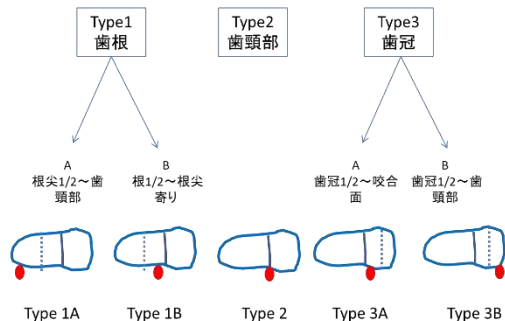 Type1
歯根
Type2
歯頸部
Type3
歯冠
A
根尖1/2～歯
頸部
B
根1/2～根尖
寄り
A
歯冠1/2～咬合
面
B
歯冠1/2～歯
頸部
Type 1A
Type 1B
Type 2
Type 3A
Type 3B